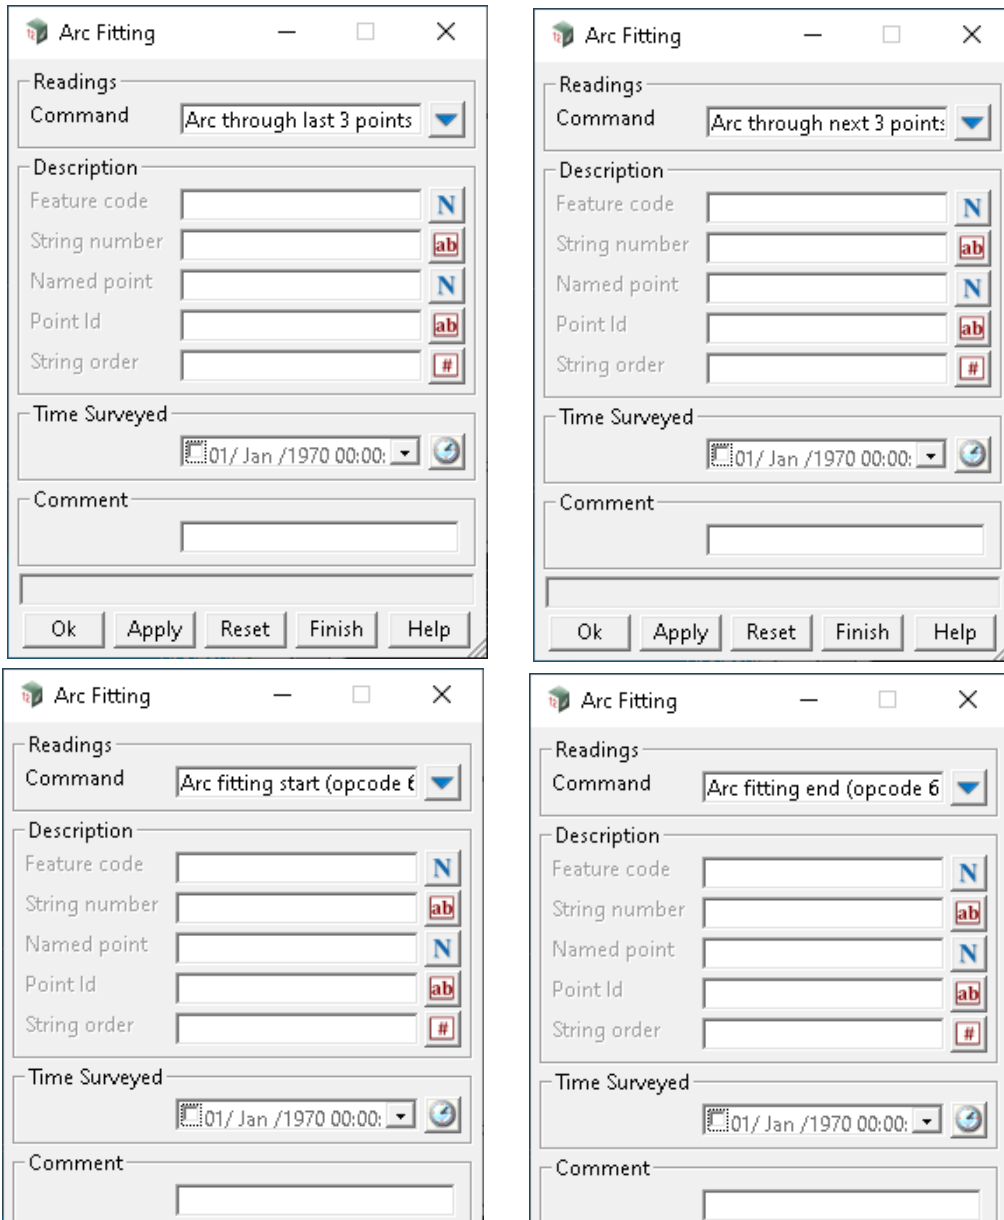 Arc Fitting
Readings
Command Arc through last 3 points
Description
Feature code N
String number ab
Named point N
Point Id ab
String order #
Time Surveyed
01/ Jan /1970 00:00:
Comment
Ok Apply Reset Finish Help
Arc Fitting
Readings
Command Arc through next 3 points
Description
Feature code N
String number ab
Named point N
Point Id ab
String order #
Time Surveyed
01/ Jan /1970 00:00:
Comment
Ok Apply Reset Finish Help
Arc Fitting
Readings
Command Arc fitting start (opcode 6
Description
Feature code N
String number ab
Named point N
Point Id ab
String order #
Time Surveyed
01/ Jan /1970 00:00:
Comment
Arc Fitting
Readings
Command Arc fitting end (opcode 6
Description
Feature code N
String number ab
Named point N
Point Id ab
String order #
Time Surveyed
01/ Jan /1970 00:00:
Comment